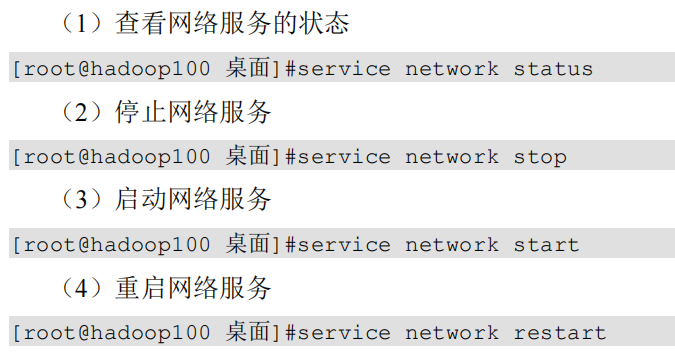 （1）查看网络服务的状态
[root@hadoop100 桌面]#service network status
（2）停止网络服务
[root@hadoop100 桌面]#service network stop
（3）启动网络服务
[root@hadoop100 桌面]#service network start
（4）重启网络服务
[root@hadoop100 桌面]#service network restart